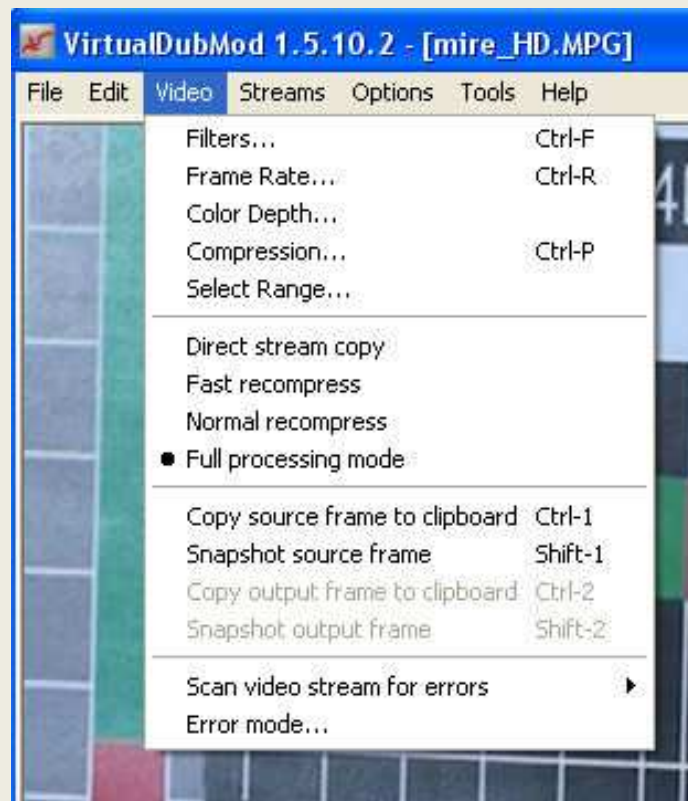 VirtualDubMod 1.5.10.2 - [mire_HD.MPG]
File Edit Video Streams Options Tools Help
Filters... Ctrl-F
Frame Rate... Ctrl-R
Color Depth...
Compression... Ctrl-P
Select Range...
Direct stream copy
Fast recompress
Normal recompress
Full processing mode
Copy source frame to clipboard Ctrl-1
Snapshot source frame Shift-1
Copy output frame to clipboard Ctrl-2
Snapshot output frame Shift-2
Scan video stream for errors
Error mode...